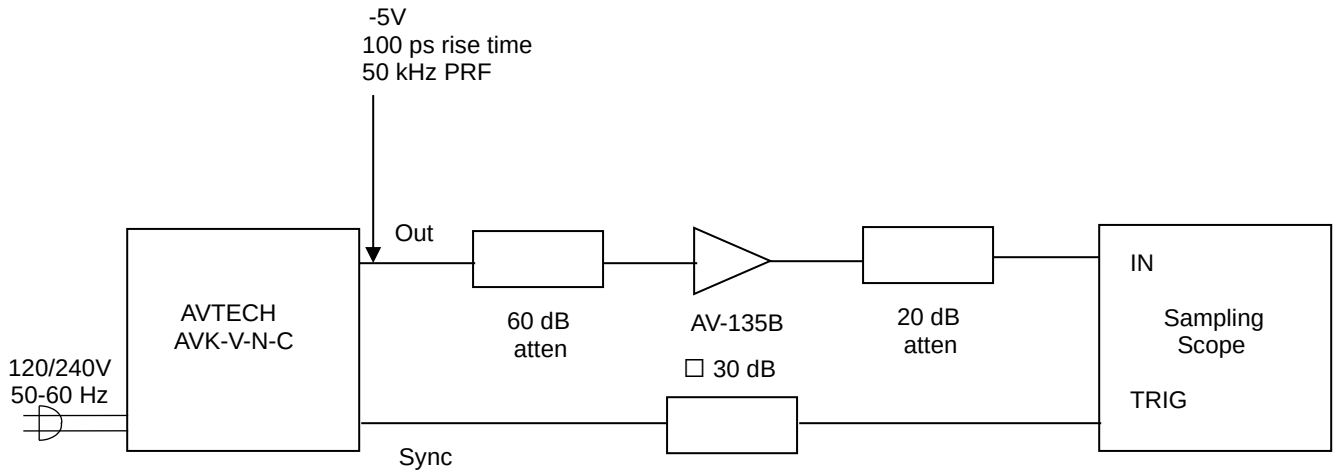 -5V
100 ps rise time
50 kHz PRF
Out
AVTECH
AVK-V-N-C
120/240V
50-60 Hz
60 dB
atten
AV-135B
20 dB
atten
IN
Sampling
Scope
□ 30 dB
TRIG
Sync